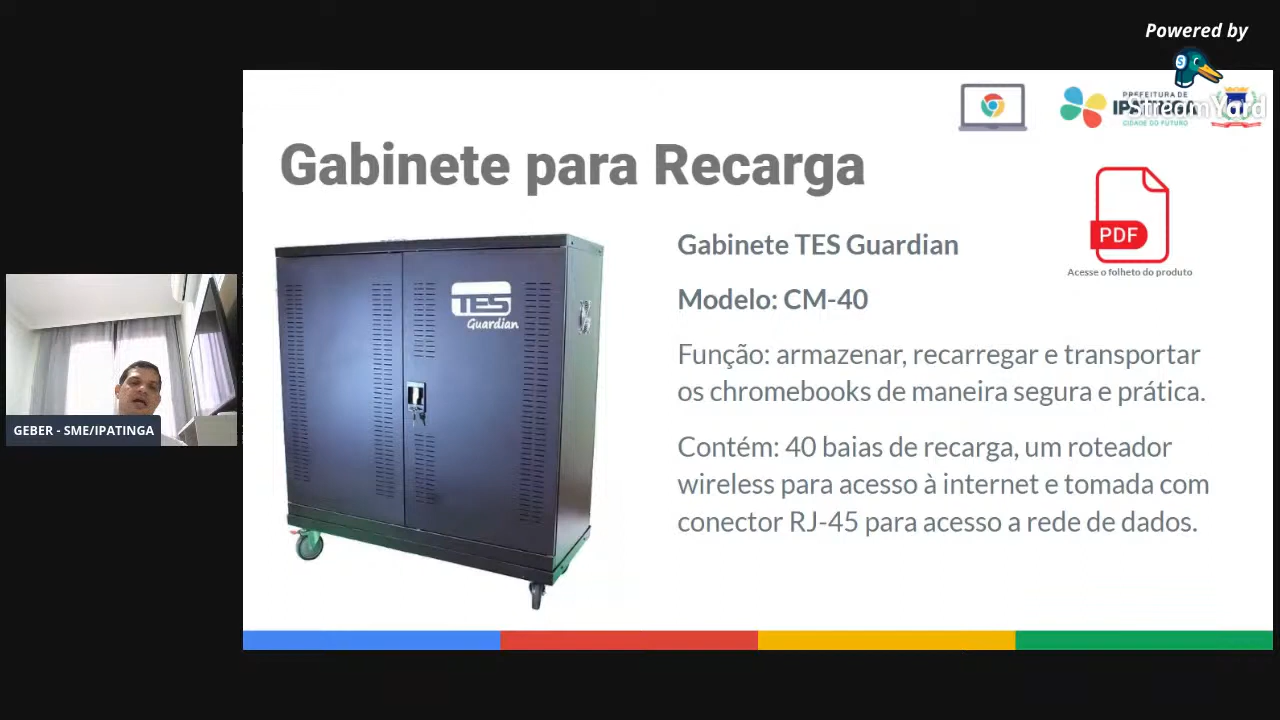 Powered by
StreamYard
PREFEITURA DE
IPATINGA
CIDADE DO FUTURO
Gabinete para Recarga
PDF
Acesse o folheto do produto
TES
Guardian
Gabinete TES Guardian
Modelo: CM-40
Função: armazenar, recarregar e transportar
os chromebooks de maneira segura e prática.
Contém: 40 baias de recarga, um roteador
wireless para acesso à internet e tomada com
conector RJ-45 para acesso a rede de dados.
GEBER - SME/IPATINGA